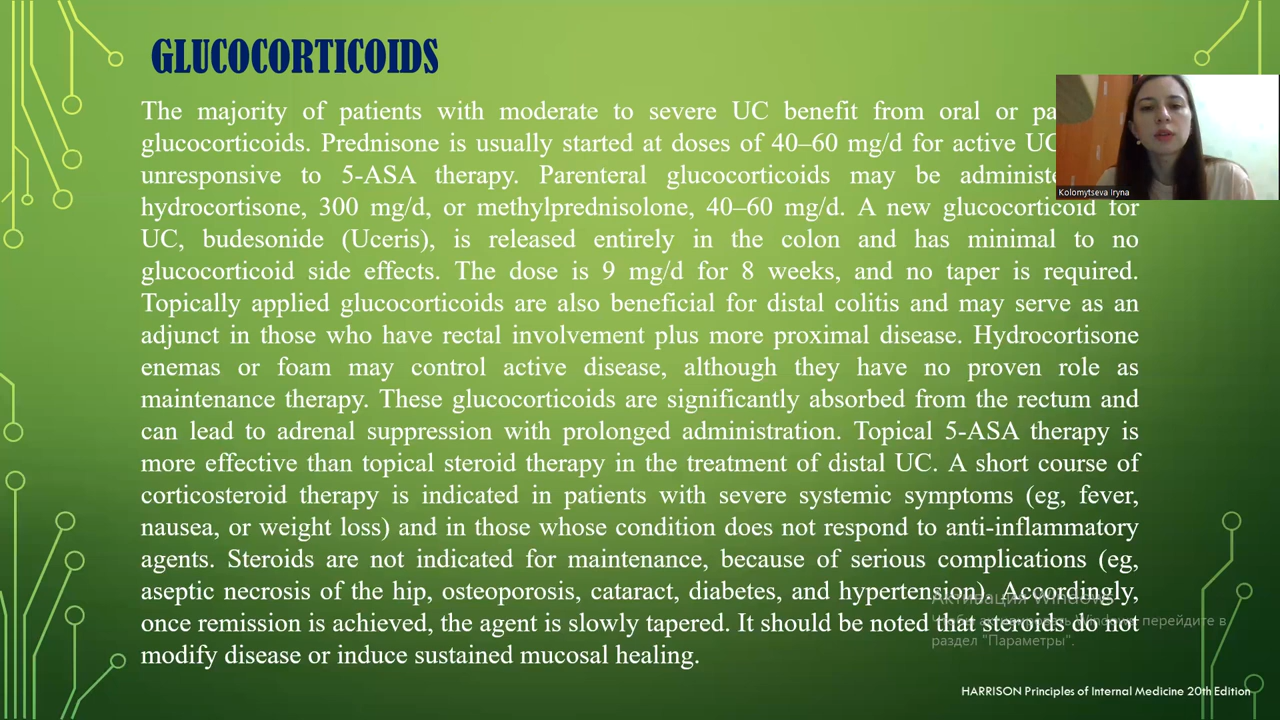 GLUCOCORTICOIDS
The majority of patients with moderate to severe UC benefit from oral or
glucocorticoids. Prednisone is usually started at doses of 40–60 mg/d for active UC
unresponsive to 5-ASA therapy. Parenteral glucocorticoids may be
hydrocortisone, 300 mg/d, or methylprednisolone, 40–60 mg/d. A new glucocorticoid for
UC, budesonide (Uceris), is released entirely in the colon and has minimal to no
glucocorticoid side effects. The dose is 9 mg/d for 8 weeks, and no taper is required.
Topically applied glucocorticoids are also beneficial for distal colitis and may serve as an
adjunct in those who have rectal involvement plus more proximal disease. Hydrocortisone
enemas or foam may control active disease, although they have no proven role as
maintenance therapy. These glucocorticoids are significantly absorbed from the rectum and
can lead to adrenal suppression with prolonged administration. Topical 5-ASA therapy is
more effective than topical steroid therapy in the treatment of distal UC. A short course of
corticosteroid therapy is indicated in patients with severe systemic symptoms (eg, fever,
nausea, or weight loss) and in those whose condition does not respond to anti-inflammatory
agents. Steroids are not indicated for maintenance, because of serious complications (eg,
aseptic necrosis of the hip, osteoporosis, cataract, diabetes, and hypertension). Accordingly,
once remission is achieved, the agent is slowly tapered. It should be noted that steroids do not
modify disease or induce sustained mucosal healing.
Kolomytseva Iryna
Активация Windows
Чтобы активировать Windows, перейдите в
раздел "Параметры".
HARRISON Principles of Internal Medicine 20th Edition